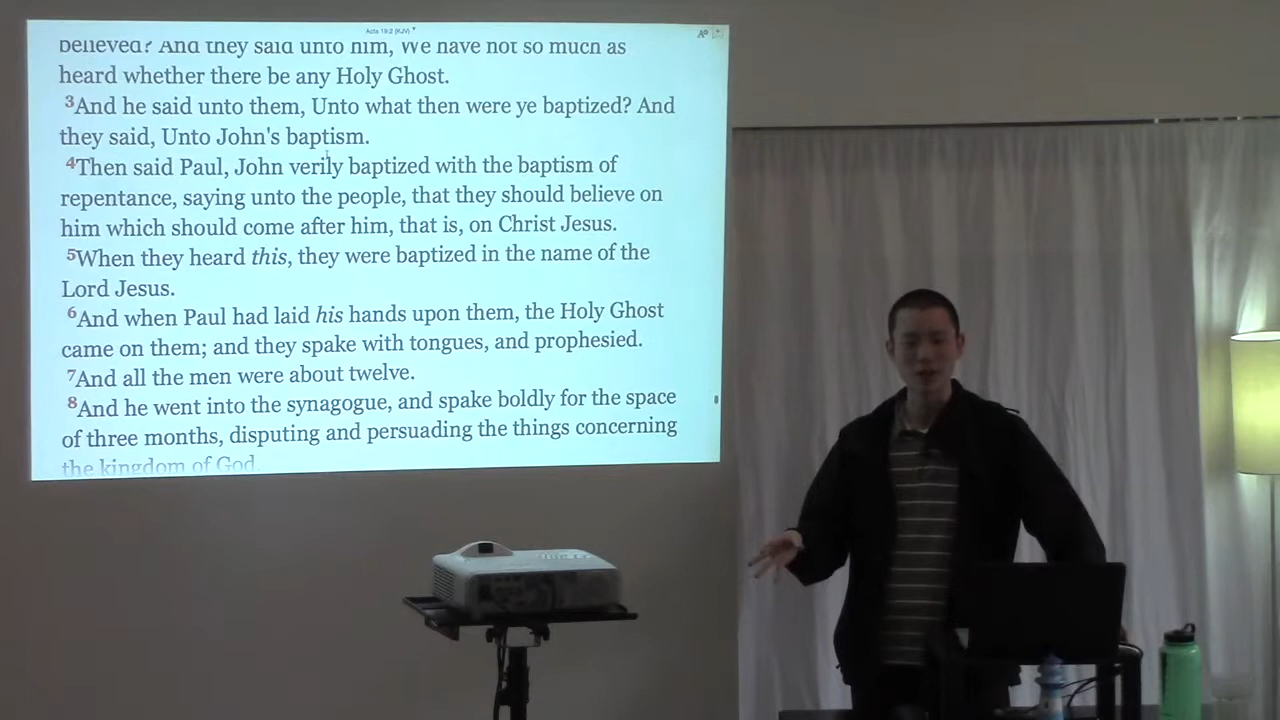 Acts 19:2 (KJV)
believed? And they said unto him, We have not so much as
heard whether there be any Holy Ghost.
3And he said unto them, Unto what then were ye baptized? And
they said, Unto John's baptism.
4Then said Paul, John verily baptized with the baptism of
repentance, saying unto the people, that they should believe on
him which should come after him, that is, on Christ Jesus.
5When they heard this, they were baptized in the name of the
Lord Jesus.
6And when Paul had laid his hands upon them, the Holy Ghost
came on them; and they spake with tongues, and prophesied.
7And all the men were about twelve.
8And he went into the synagogue, and spake boldly for the space
of three months, disputing and persuading the things concerning
the kingdom of God.